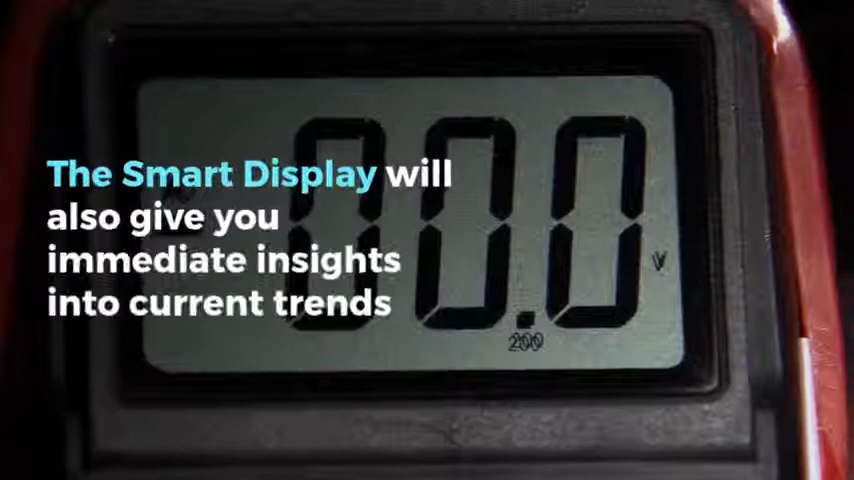 The Smart Display will
also give you
immediate insights
into current trends
00.0
V
200